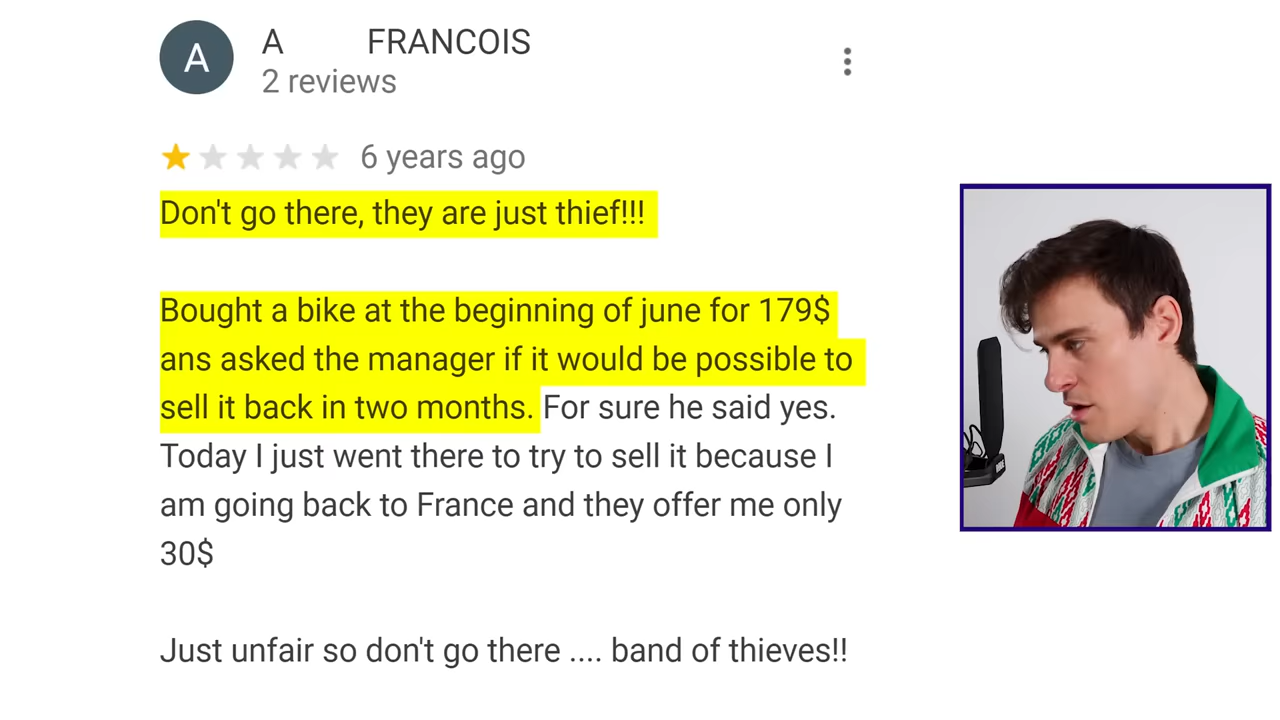 A
A FRANCOIS
2 reviews
6 years ago
Don't go there, they are just thief!!!
Bought a bike at the beginning of june for 179$
ans asked the manager if it would be possible to
sell it back in two months. For sure he said yes.
Today I just went there to try to sell it because I
am going back to France and they offer me only
30$
Just unfair so don't go there .... band of thieves!!